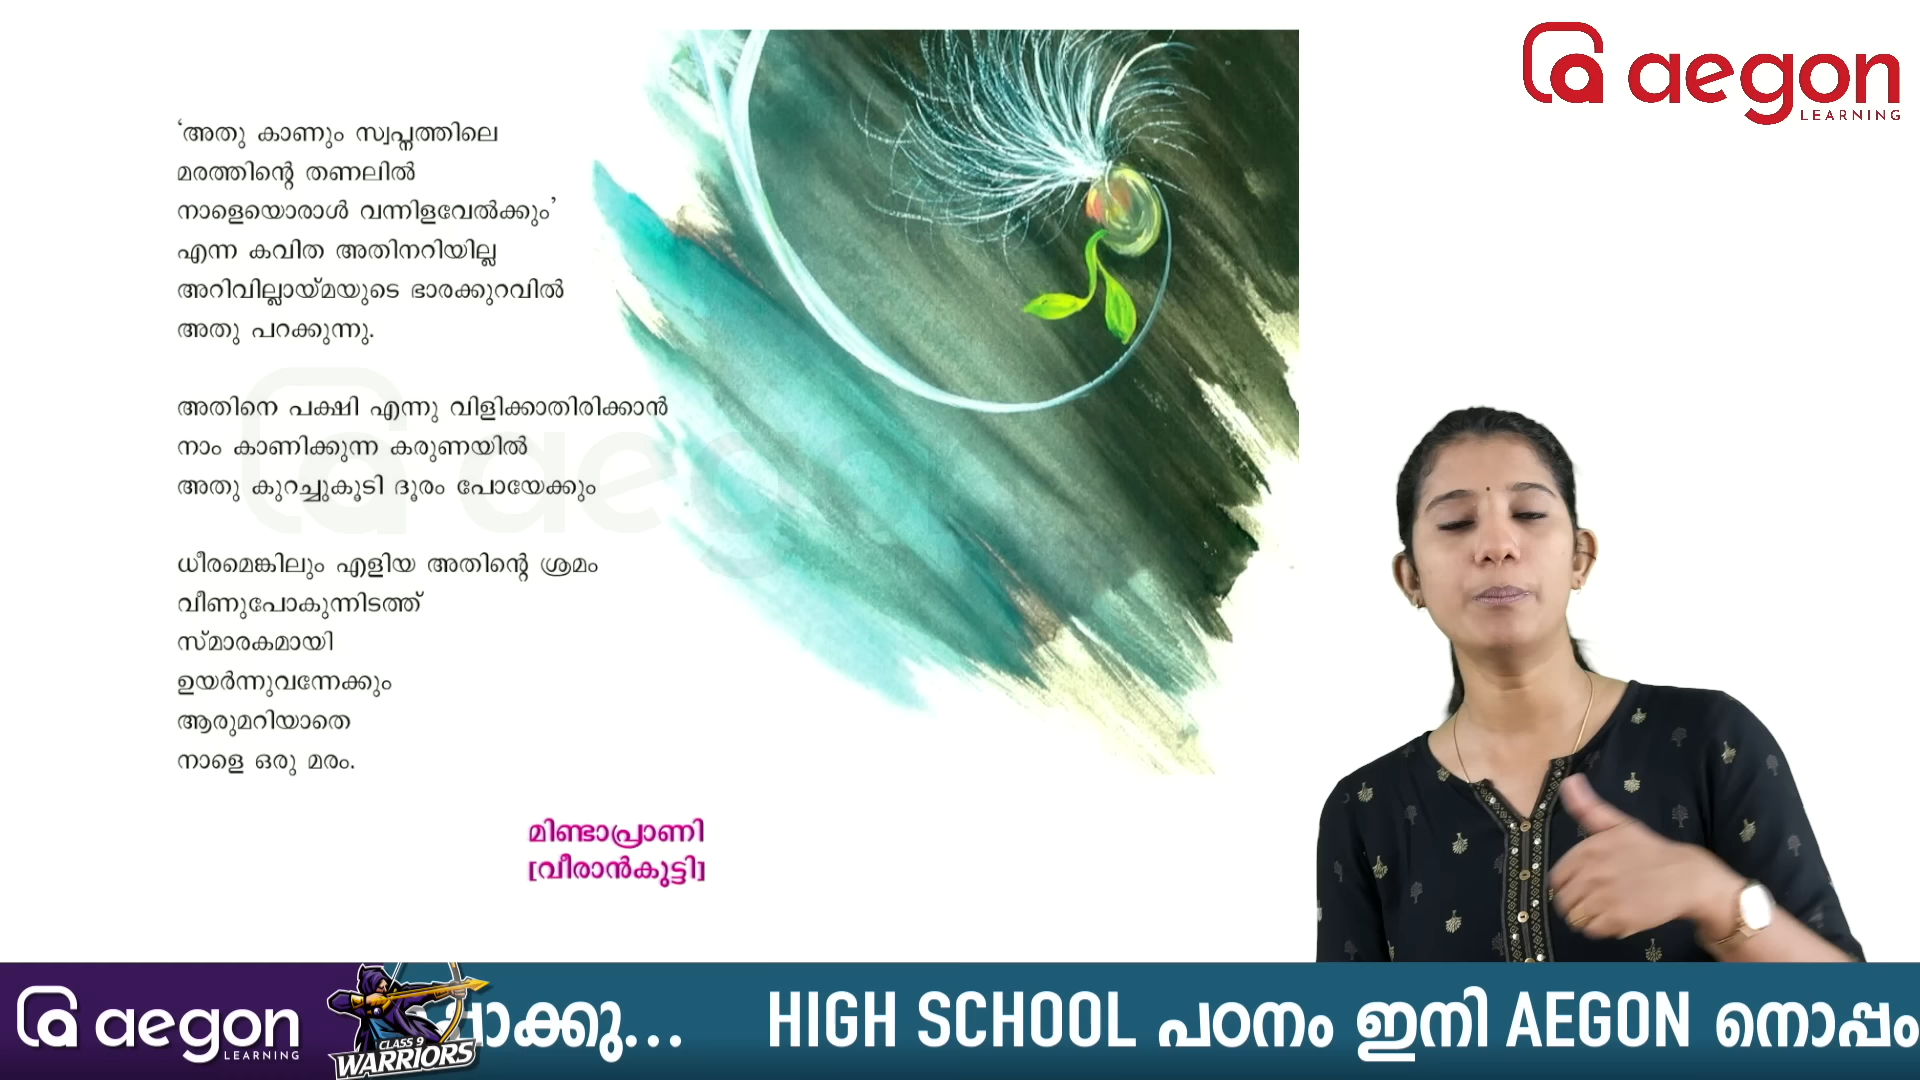 aegon
LEARNING
‘അതു കാണും സ്വപ്നത്തിലെ
മരത്തിന്റെ തണലിൽ
നാളെയൊരാൾ വന്നിളവേൽക്കും’
എന്ന കവിത അതിനറിയില്ല
അറിവില്ലായ്മയുടെ ഭാരക്കുറവിൽ
അതു പറക്കുന്നു.
അതിനെ പക്ഷി എന്നു വിളിക്കാതിരിക്കാൻ
നാം കാണിക്കുന്ന കരുണയിൽ
അതു കുറച്ചുകൂടി ദൂരം പോയേക്കും
ധീരമെങ്കിലും എളിയ അതിന്റെ ശ്രമം
വീണുപോകുന്നിടത്ത്
സ്മാരകമായി
ഉയർന്നുവന്നേക്കും
ആരുമറിയാതെ
നാളെ ഒരു മരം.
മിണ്ടാപ്രാണി
[വീരാൻകുട്ടി]
aegon
aegon
LEARNING
CLASS 9
WARRIORS
HIGH SCHOOL പഠനം ഇനി AEGON നൊപ്പം